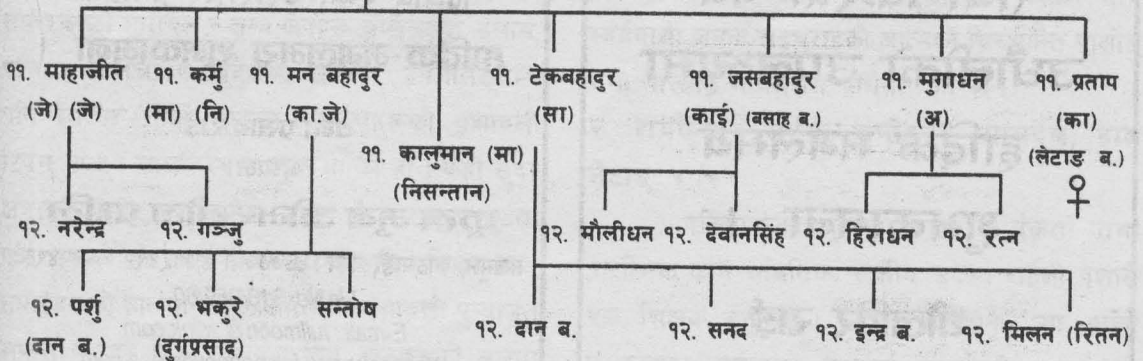 ११. माहाजीत ११. कर्मु ११. मन बहादुर ११. टेकबहादुर ११. जसबहादुर ११. मुगाधन ११. प्रताप
(जे) (जे) (मा) (नि) (का.जे) (सा) (काई) (बसाह ब.) (अ) (का)
११. कालुमान (मा) (लेटाङ ब.)
(निसन्तान)
१२. नरेन्द्र १२. गञ्जु १२. मौलीधन १२. देवानसिंह १२. हिराधन १२. रत्न
१२. पर्शु १२. भकरे सन्तोष १२. दान ब. १२. सनद १२. इन्द्र ब. १२. मिलन (रितन)
(दान ब.) (दुर्गप्रसाद)